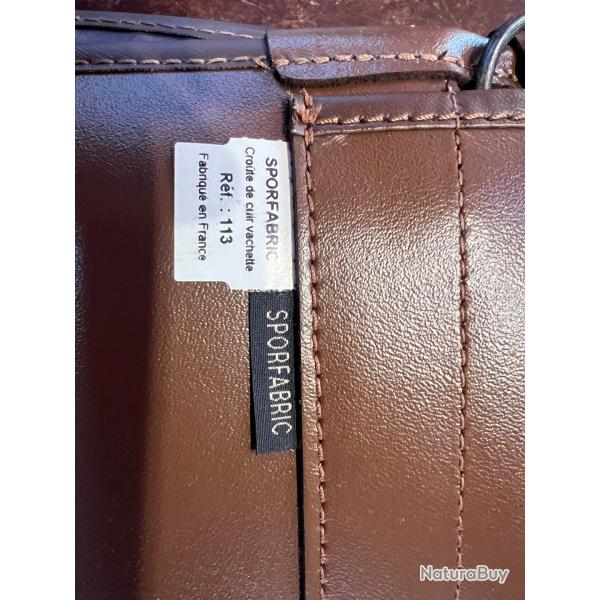 SPORFABRIC
Croûte de cuir vachette
Réf. : 113
Fabriqué en France
SPORFABRIC
NaturaBuy